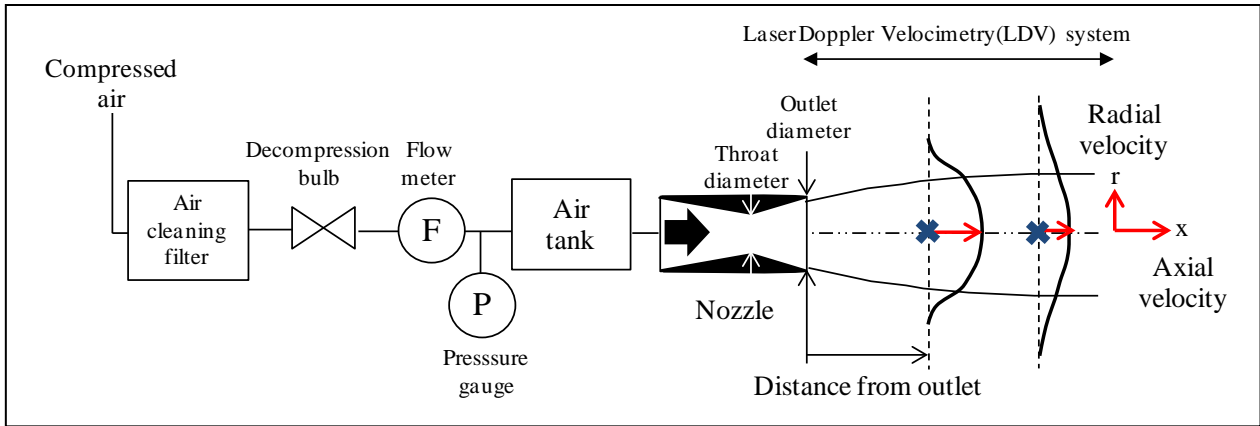 Laser Doppler Velocimetry(LDV) system
Compressed
air
Outlet
diameter
Radial
velocity
Decompression
bulb
Flow
meter
Throat
diameter
r
Air
cleaning
filter
F
Air
tank
x
P
Nozzle
Axial
velocity
Presssure
gauge
Distance from outlet